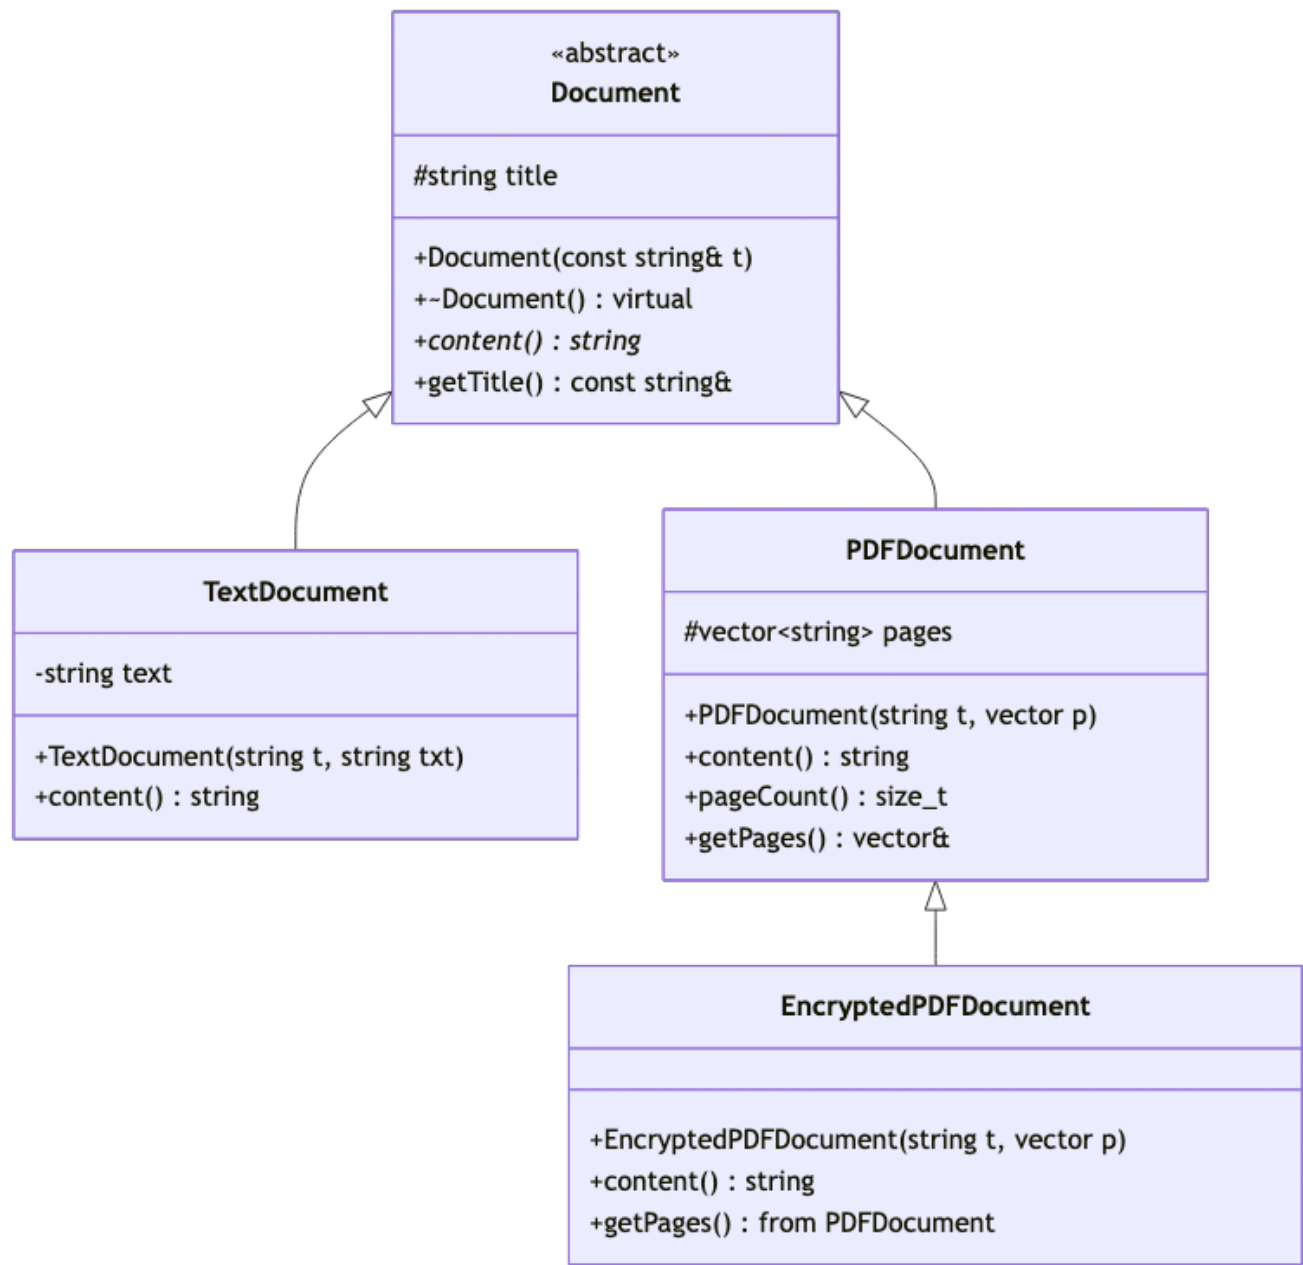 «abstract»
Document
#string title
+Document(const string& t)
+~Document() : virtual
+content() : string
+getTitle() : const string&
TextDocument
-string text
+TextDocument(string t, string txt)
+content() : string
PDFDocument
#vector<string> pages
+PDFDocument(string t, vector p)
+content() : string
+pageCount() : size_t
+getPages() : vector&
EncryptedPDFDocument
+EncryptedPDFDocument(string t, vector p)
+content() : string
+getPages() : from PDFDocument